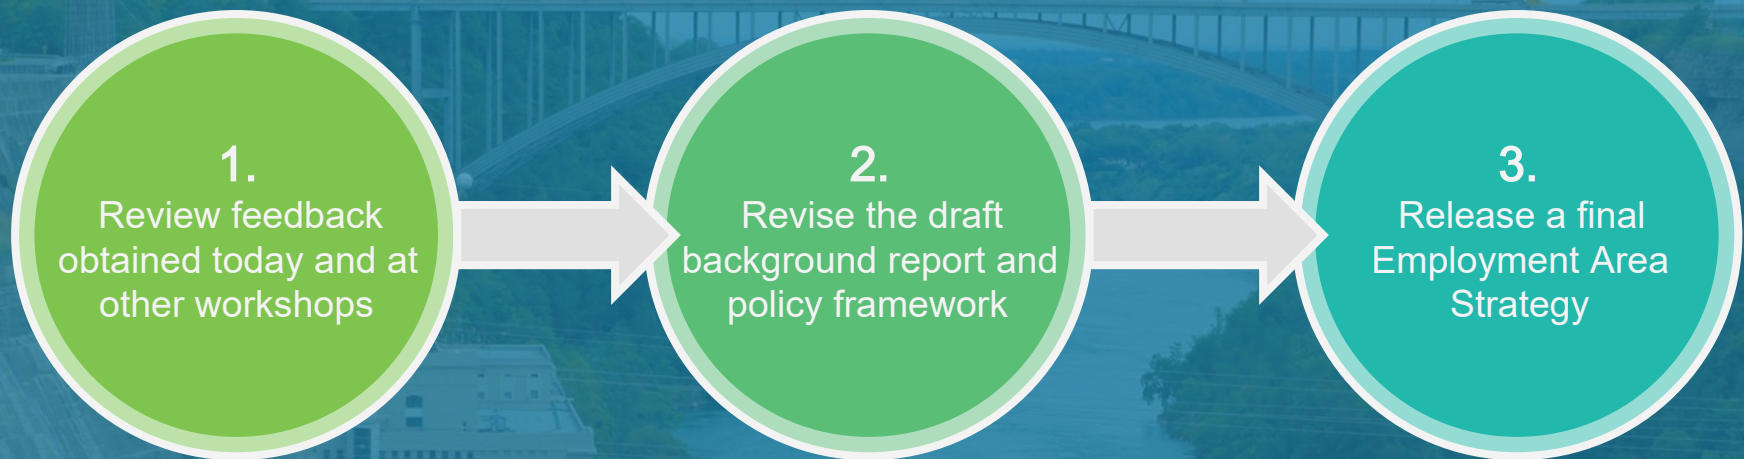 1.
Review feedback
obtained today and at
other workshops
2.
Revise the draft
background report and
policy framework
3.
Release a final
Employment Area
Strategy